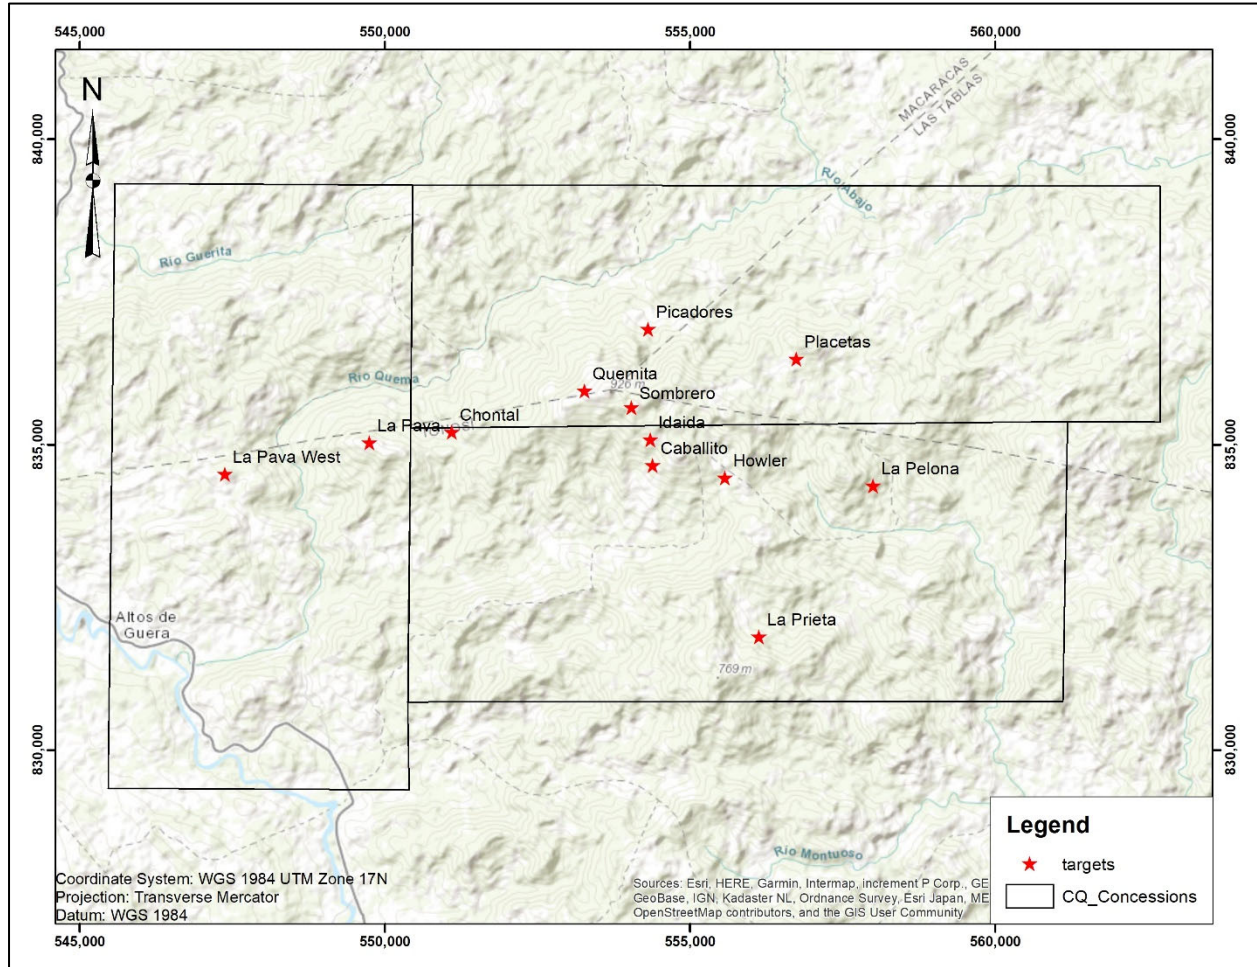 545,000
550,000
555,000
560,000
N
MACARACAS
LAS TABLAS
840,000
840,000
Río Abajo
Río Guerita
Picadores
Placetas
Río Quema
Quemita
926 m
Sombrero
Chontal
La Pava
Idaida
Caballito
835,000
La Pava West
Howler
La Pelona
835,000
Altos de
Guera
La Prieta
769 m
830,000
830,000
Legend
targets
CQ_Concessions
Río Montuoso
Coordinate System: WGS 1984 UTM Zone 17N
Projection: Transverse Mercator
Datum: WGS 1984
Sources: Esri, HERE, Garmin, Intermap, increment P Corp., GE
GeoBase, IGN, Kadaster NL, Ordnance Survey, Esri Japan, ME
OpenStreetMap contributors, and the GIS User Community
545,000
550,000
555,000
560,000